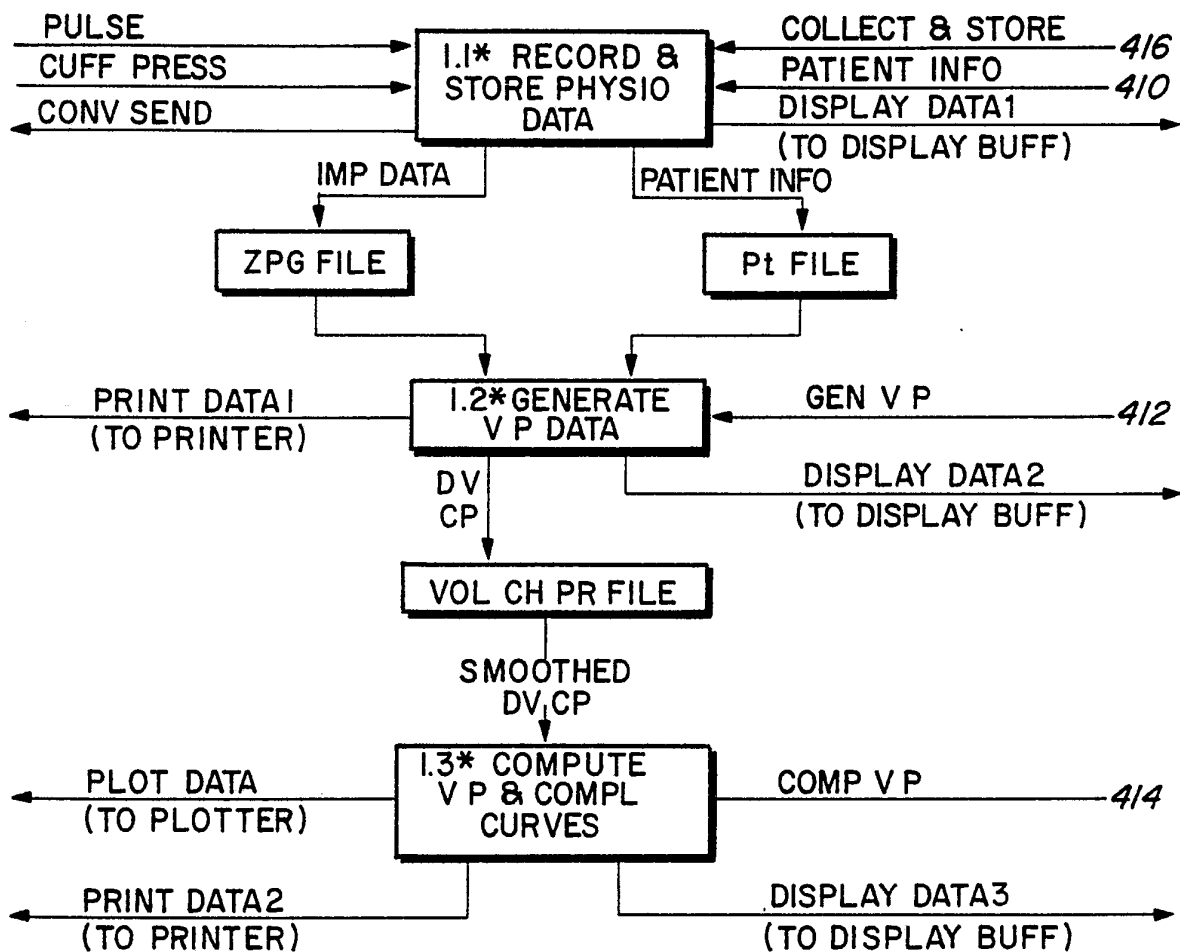 PULSE
CUFF PRESS
CONV SEND
1.1* RECORD &
STORE PHYSIO
DATA
COLLECT & STORE
416
PATIENT INFO
410
DISPLAY DATA1
(TO DISPLAY BUFF)
IMP DATA
PATIENT INFO
ZPG FILE
Pt FILE
PRINT DATA1
(TO PRINTER)
1.2* GENERATE
V P DATA
GEN V P
412
DISPLAY DATA2
(TO DISPLAY BUFF)
DV
CP
VOL CH PR FILE
SMOOTHED
DV, CP
PLOT DATA
(TO PLOTTER)
1.3* COMPUTE
V P & COMPL
CURVES
COMP V P
414
PRINT DATA2
(TO PRINTER)
DISPLAY DATA3
(TO DISPLAY BUFF)